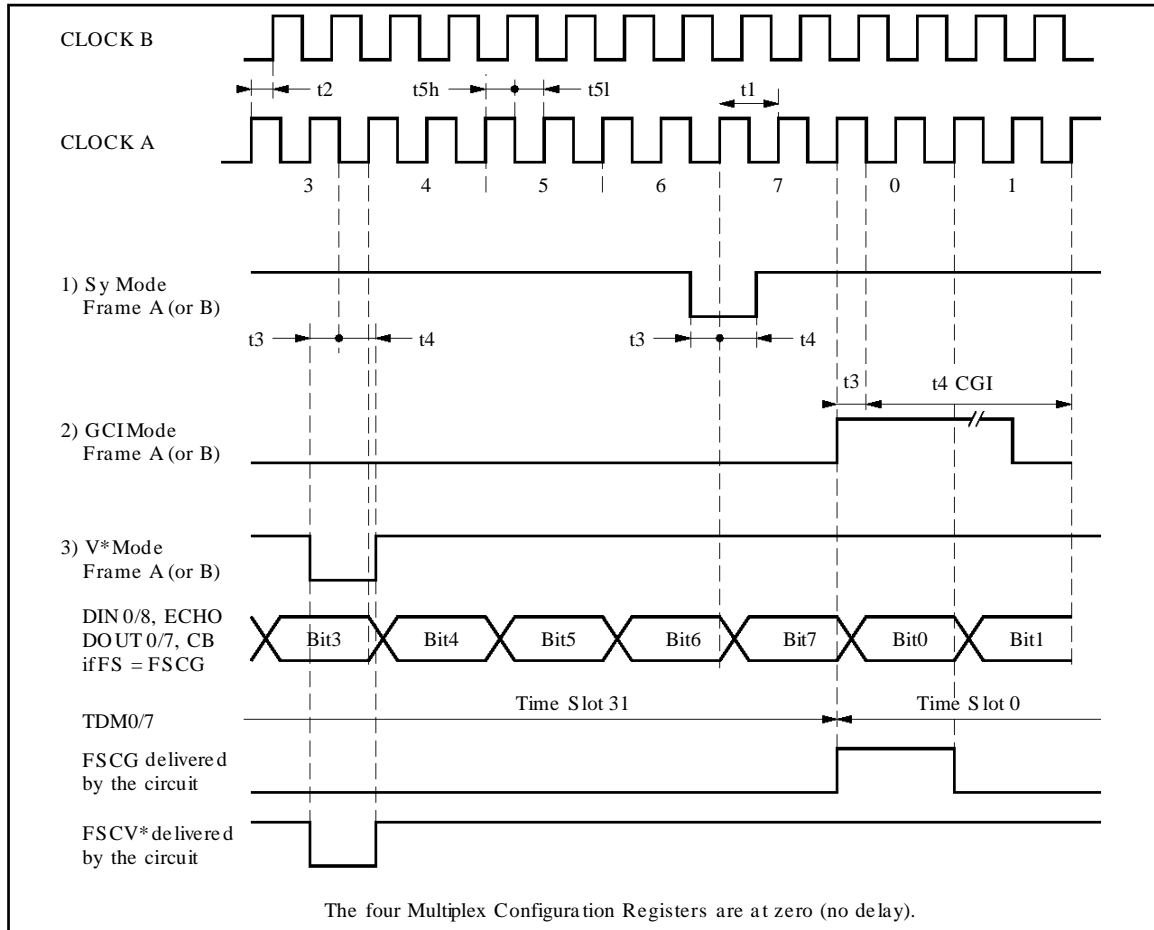 CLOCK B
t2
t5h
t5l
t1
CLOCK A
3
4
5
6
7
0
1
1) Sy Mode
Frame A (or B)
t3
t4
t3
t4
t3
t4 CGI
2) GCI Mode
Frame A (or B)
3) V* Mode
Frame A (or B)
DIN 0/8, ECHO
DOUT 0/7, CB
if FS = FSCG
Bit3
Bit4
Bit5
Bit6
Bit7
Bit0
Bit1
Time Slot 31
Time Slot 0
TDM0/7
FSCG delivered
by the circuit
FSCV* delivered
by the circuit
The four Multiplex Configuration Registers are at zero (no delay).